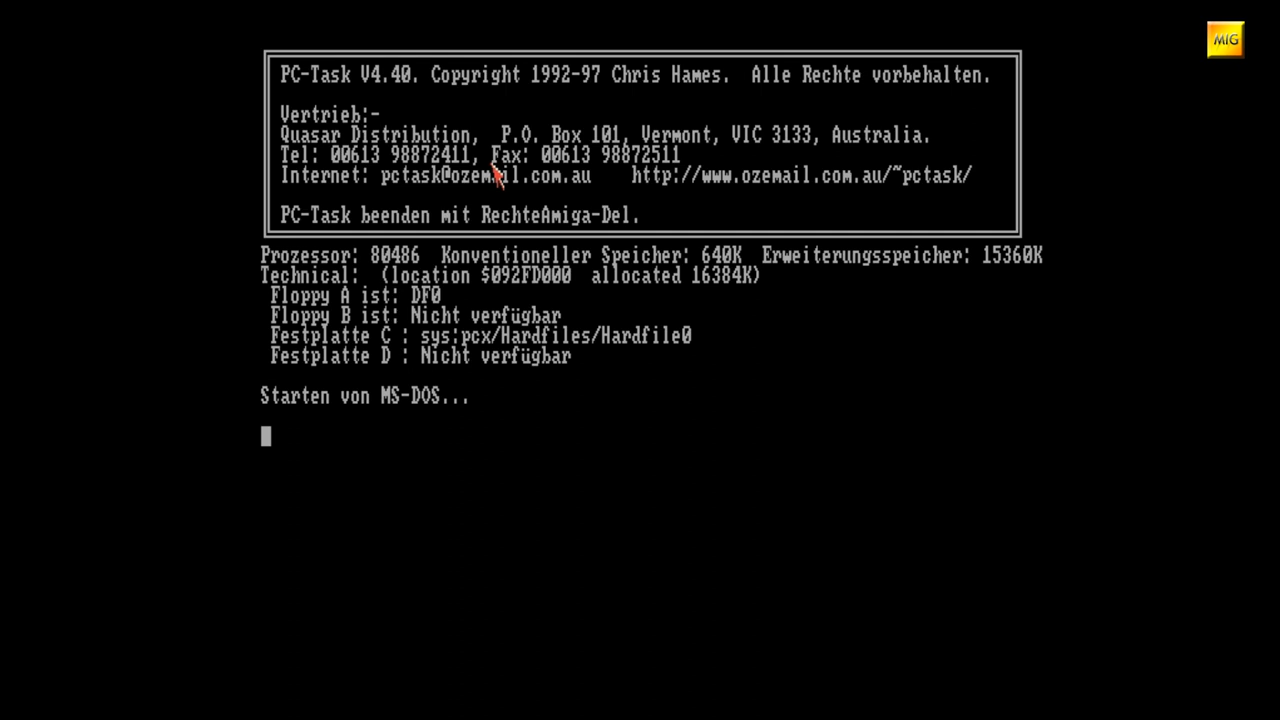 MIG
PC-Task V4.40. Copyright 1992-97 Chris Hames.  Alle Rechte vorbehalten.
Vertrieb:-
Quasar Distribution,  P.O. Box 101, Vermont, VIC 3133, Australia.
Tel: 00613 98872411, Fax: 00613 98872511
Internet: pctask@ozemail.com.au    http://www.ozemail.com.au/~pctask/
PC-Task beenden mit RechteAmiga-Del.
Prozessor: 80486  Konventioneller Speicher: 640K  Erweiterungsspeicher: 15360K
Technical:  (location $092FD000  allocated 16384K)
Floppy A ist: DF0
Floppy B ist: Nicht verfügbar
Festplatte C : sys:pcx/Hardfiles/Hardfile0
Festplatte D : Nicht verfügbar
Starten von MS-DOS...